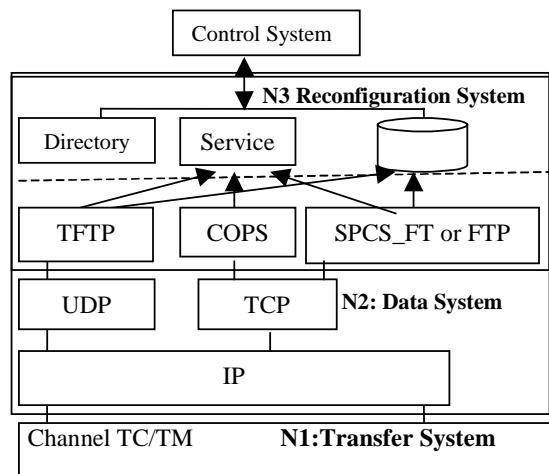 Control System
N3 Reconfiguration System
Directory
Service
TFTP
COPS
SPCS_FT or FTP
UDP
TCP
N2: Data System
IP
Channel TC/TM
N1:Transfer System